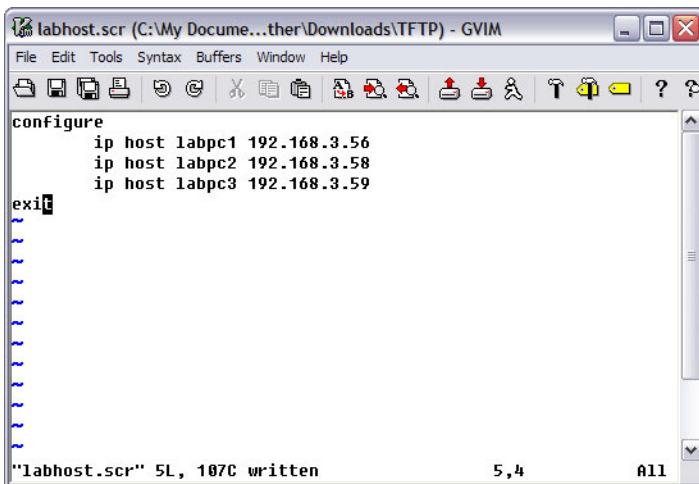 labhost.scr (C:\My Docume...ther\Downloads\TFTP) - GVIM
File Edit Tools Syntax Buffers Window Help
configure
        ip host labpc1 192.168.3.56
        ip host labpc2 192.168.3.58
        ip host labpc3 192.168.3.59
exit
~
~
~
~
~
~
~
~
~
~
~
~
"labhost.scr" 5L, 107C written 5,4 All